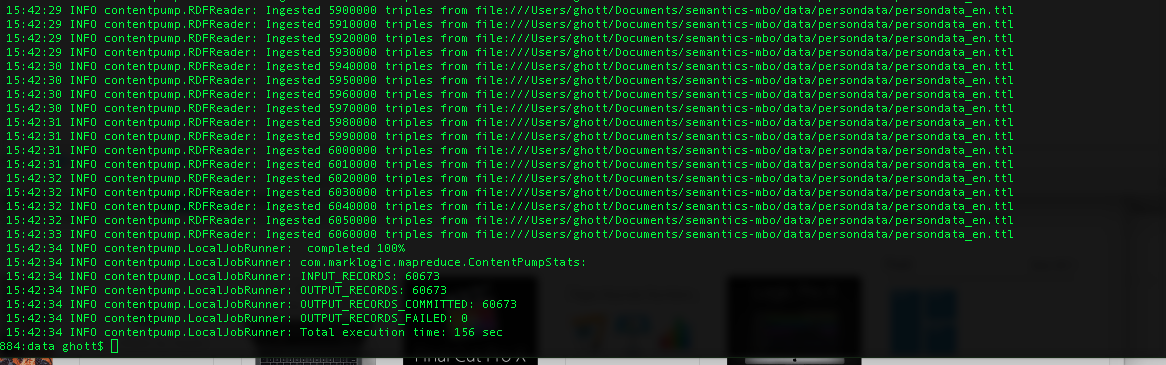 15:42:29 INFO contentpump.RDFReader: Ingested 5900000 triples from file:///Users/ghott/Documents/semantics-mbo/data/persondata/persondata_en.ttl
15:42:29 INFO contentpump.RDFReader: Ingested 5910000 triples from file:///Users/ghott/Documents/semantics-mbo/data/persondata/persondata_en.ttl
15:42:29 INFO contentpump.RDFReader: Ingested 5920000 triples from file:///Users/ghott/Documents/semantics-mbo/data/persondata/persondata_en.ttl
15:42:29 INFO contentpump.RDFReader: Ingested 5930000 triples from file:///Users/ghott/Documents/semantics-mbo/data/persondata/persondata_en.ttl
15:42:30 INFO contentpump.RDFReader: Ingested 5940000 triples from file:///Users/ghott/Documents/semantics-mbo/data/persondata/persondata_en.ttl
15:42:30 INFO contentpump.RDFReader: Ingested 5950000 triples from file:///Users/ghott/Documents/semantics-mbo/data/persondata/persondata_en.ttl
15:42:30 INFO contentpump.RDFReader: Ingested 5960000 triples from file:///Users/ghott/Documents/semantics-mbo/data/persondata/persondata_en.ttl
15:42:30 INFO contentpump.RDFReader: Ingested 5970000 triples from file:///Users/ghott/Documents/semantics-mbo/data/persondata/persondata_en.ttl
15:42:31 INFO contentpump.RDFReader: Ingested 5980000 triples from file:///Users/ghott/Documents/semantics-mbo/data/persondata/persondata_en.ttl
15:42:31 INFO contentpump.RDFReader: Ingested 5990000 triples from file:///Users/ghott/Documents/semantics-mbo/data/persondata/persondata_en.ttl
15:42:31 INFO contentpump.RDFReader: Ingested 6000000 triples from file:///Users/ghott/Documents/semantics-mbo/data/persondata/persondata_en.ttl
15:42:31 INFO contentpump.RDFReader: Ingested 6010000 triples from file:///Users/ghott/Documents/semantics-mbo/data/persondata/persondata_en.ttl
15:42:32 INFO contentpump.RDFReader: Ingested 6020000 triples from file:///Users/ghott/Documents/semantics-mbo/data/persondata/persondata_en.ttl
15:42:32 INFO contentpump.RDFReader: Ingested 6030000 triples from file:///Users/ghott/Documents/semantics-mbo/data/persondata/persondata_en.ttl
15:42:32 INFO contentpump.RDFReader: Ingested 6040000 triples from file:///Users/ghott/Documents/semantics-mbo/data/persondata/persondata_en.ttl
15:42:32 INFO contentpump.RDFReader: Ingested 6050000 triples from file:///Users/ghott/Documents/semantics-mbo/data/persondata/persondata_en.ttl
15:42:33 INFO contentpump.RDFReader: Ingested 6060000 triples from file:///Users/ghott/Documents/semantics-mbo/data/persondata/persondata_en.ttl
15:42:34 INFO contentpump.LocalJobRunner:  completed 100%
15:42:34 INFO contentpump.LocalJobRunner: com.marklogic.mapreduce.ContentPumpStats:
15:42:34 INFO contentpump.LocalJobRunner: INPUT_RECORDS: 60673
15:42:34 INFO contentpump.LocalJobRunner: OUTPUT_RECORDS: 60673
15:42:34 INFO contentpump.LocalJobRunner: OUTPUT_RECORDS_COMMITTED: 60673
15:42:34 INFO contentpump.LocalJobRunner: OUTPUT_RECORDS_FAILED: 0
15:42:34 INFO contentpump.LocalJobRunner: Total execution time: 156 sec
884:data ghott$
Final Cut Pro X